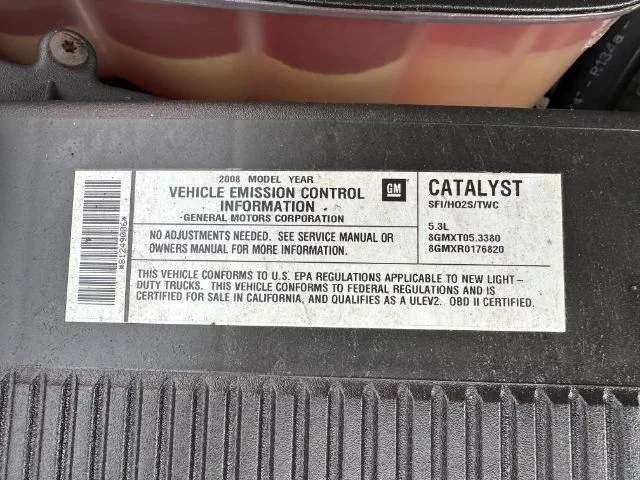 R134a
2008 MODEL YEAR
VEHICLE EMISSION CONTROL
INFORMATION
GENERAL MOTORS CORPORATION
GM
CATALYST
SFI/HO2S/TWC
NO ADJUSTMENTS NEEDED. SEE SERVICE MANUAL OR
OWNERS MANUAL FOR MORE INFORMATION.
5.3L
8GMXT05.3380
8GMXR0176820
*81249006*
THIS VEHICLE CONFORMS TO U.S. EPA REGULATIONS APPLICABLE TO NEW LIGHT-
DUTY TRUCKS. THIS VEHICLE CONFORMS TO FEDERAL REGULATIONS AND IS
CERTIFIED FOR SALE IN CALIFORNIA, AND QUALIFIES AS A ULEV2. OBD II CERTIFIED.